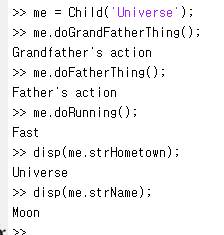 >> me = Child('Universe');
>> me.doGrandFatherThing();
Grandfather's action
>> me.doFatherThing();
Father's action
>> me.doRunning();
Fast
>> disp(me.strHometown);
Universe
>> disp(me.strName);
Moon
>>